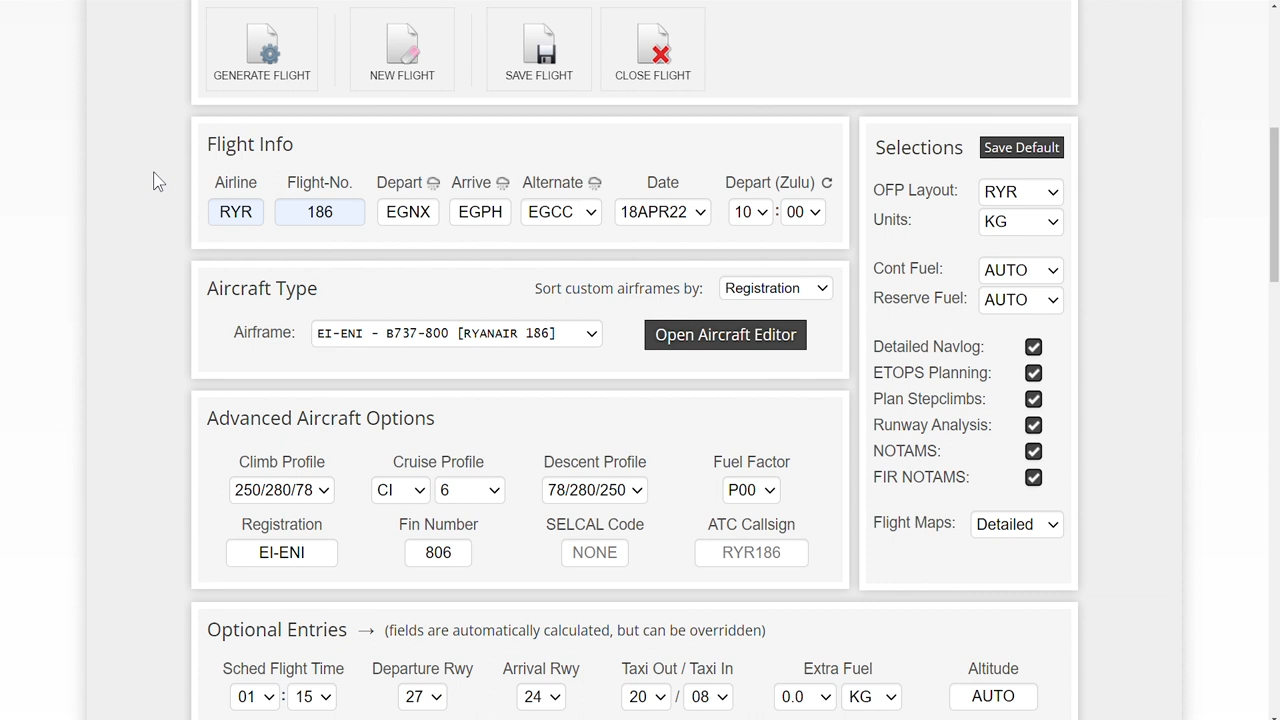 GENERATE FLIGHT NEW FLIGHT SAVE FLIGHT CLOSE FLIGHT
Flight Info
Airline Flight-No. Depart Arrive Alternate Date Depart (Zulu)
RYR 186 EGNX EGPH EGCC 18APR22 10 : 00
Aircraft Type Sort custom airframes by: Registration
Airframe: EI-ENI - B737-800 [RYANAIR 186] Open Aircraft Editor
Advanced Aircraft Options
Climb Profile Cruise Profile Descent Profile Fuel Factor
250/280/78 CI 6 78/280/250 P00
Registration Fin Number SELCAL Code ATC Callsign
EI-ENI 806 NONE RYR186
Selections Save Default
OFP Layout: RYR
Units: KG
Cont Fuel: AUTO
Reserve Fuel: AUTO
Detailed Navlog:
ETOPS Planning:
Plan Stepclimbs:
Runway Analysis:
NOTAMS:
FIR NOTAMS:
Flight Maps: Detailed
Optional Entries → (fields are automatically calculated, but can be overridden)
Sched Flight Time Departure Rwy Arrival Rwy Taxi Out / Taxi In Extra Fuel Altitude
01 : 15 27 24 20 / 08 0.0 KG AUTO